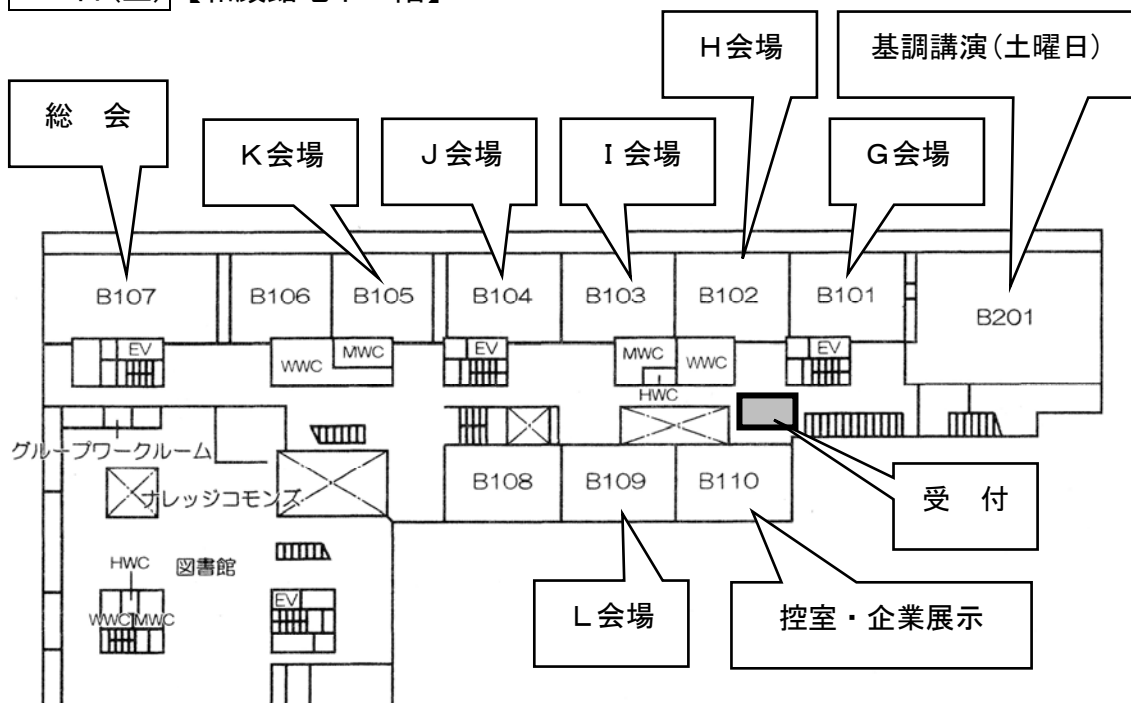 H会場
基調講演(土曜日)
総　会
K会場
J会場
I会場
G会場
B107
B106
B105
B104
B103
B102
B101
B201
EV
WWC
MWC
EV
MWC
WWC
EV
HWC
グループワークルーム
ナレッジコモンズ
B108
B109
B110
受　付
HWC
図書館
WWC
MWC
EV
L会場
控室・企業展示